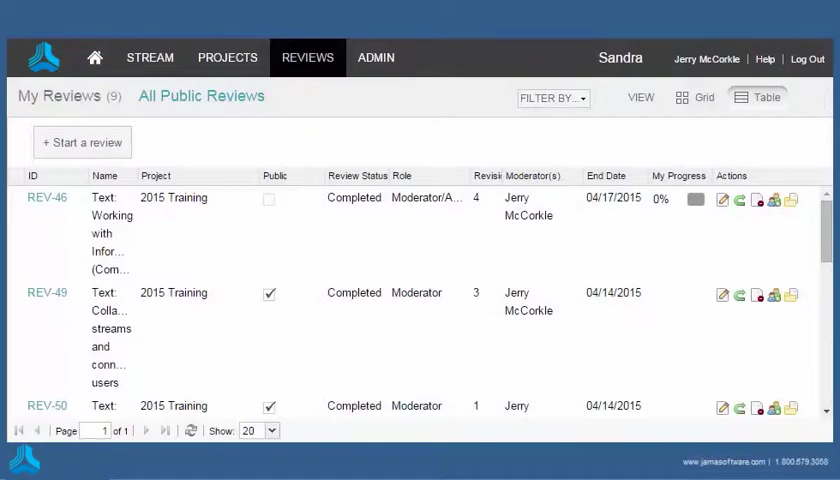 STREAM PROJECTS REVIEWS ADMIN Sandra Jerry McCorkle | Help | Log Out
My Reviews (9) All Public Reviews FILTER BY... VIEW Grid Table
+ Start a review
ID Name Project Public Review Status Role Revisi Moderator(s) End Date My Progress Actions
REV-46 Text: 2015 Training Completed Moderator/A... 4 Jerry 04/17/2015 0%
Working McCorkle
with
Infor...
(Com...
REV-49 Text: 2015 Training Completed Moderator 3 Jerry 04/14/2015
Colla... McCorkle
streams
and
conn...
users
REV-50 Text: 2015 Training Completed Moderator 1 Jerry 04/14/2015
Page 1 of 1 Show: 20
www.jamasoftware.com | 1.800.679.3058